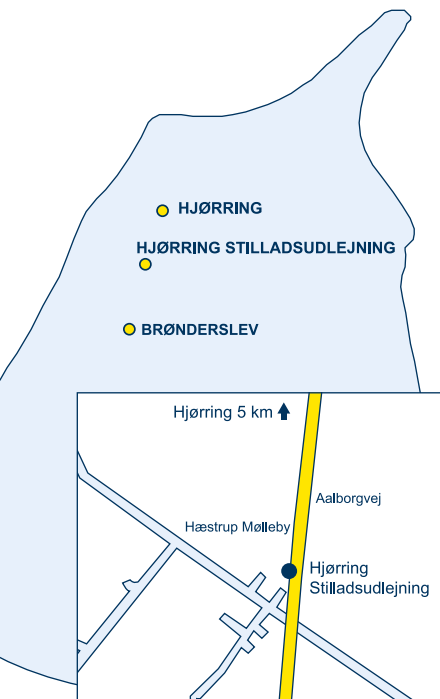 HJØRRING
HJØRRING STILLADSUDLEJNING
BRØNDERSLEV
Hjørring 5 km
Aalborgvej
Hæstrup Mølleby
Hjørring
Stilladsudlejning